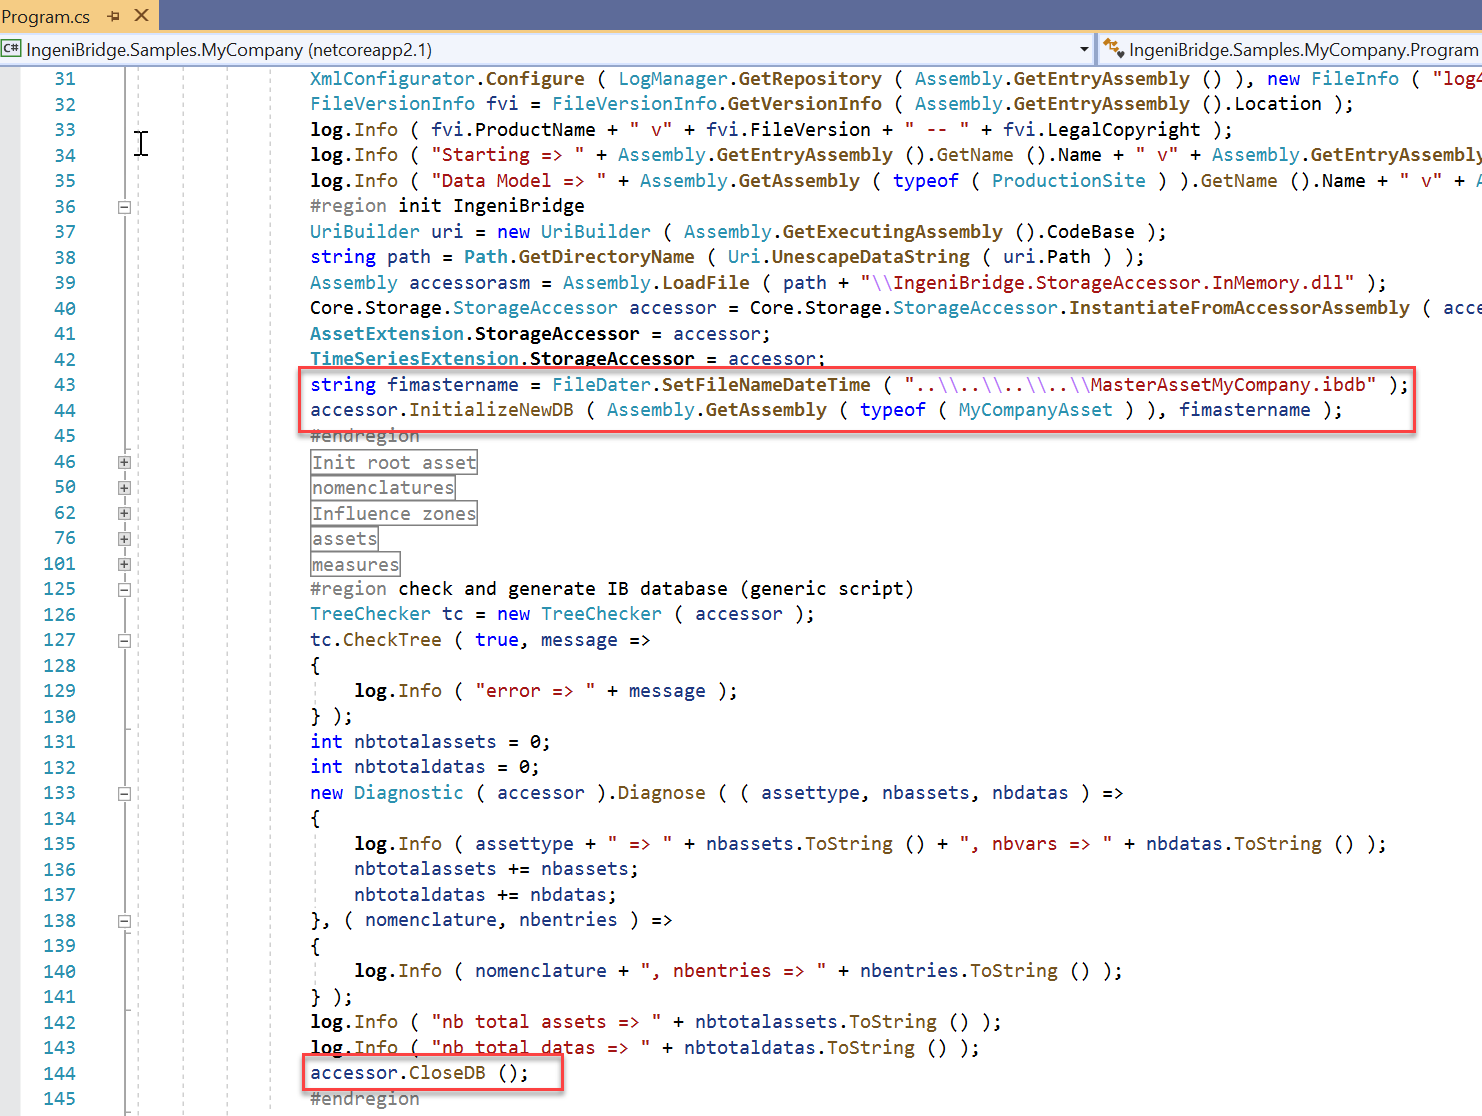 Program.cs
C# IngeniBridge.Samples.MyCompany (netcoreapp2.1) IngeniBridge.Samples.MyCompany.Program
31 XmlConfigurator.Configure ( LogManager.GetRepository ( Assembly.GetEntryAssembly () ), new FileInfo ( "log4
32 FileVersionInfo fvi = FileVersionInfo.GetVersionInfo ( Assembly.GetEntryAssembly ().Location );
33 log.Info ( fvi.ProductName + " v" + fvi.FileVersion + " -- " + fvi.LegalCopyright );
34 log.Info ( "Starting => " + Assembly.GetEntryAssembly ().GetName ().Name + " v" + Assembly.GetEntryAssembly
35 log.Info ( "Data Model => " + Assembly.GetAssembly ( typeof ( ProductionSite ) ).GetName ().Name + " v" + A
36 #region init IngeniBridge
37 UriBuilder uri = new UriBuilder ( Assembly.GetExecutingAssembly ().CodeBase );
38 string path = Path.GetDirectoryName ( Uri.UnescapeDataString ( uri.Path ) );
39 Assembly accessorasm = Assembly.LoadFile ( path + "\\IngeniBridge.StorageAccessor.InMemory.dll" );
40 Core.Storage.StorageAccessor accessor = Core.Storage.StorageAccessor.InstantiateFromAccessorAssembly ( acce
41 AssetExtension.StorageAccessor = accessor;
42 TimeSeriesExtension.StorageAccessor = accessor;
43 string fimastername = FileDater.SetFileNameDateTime ( "..\\..\\..\\..\\MasterAssetMyCompany.ibdb" );
44 accessor.InitializeNewDB ( Assembly.GetAssembly ( typeof ( MyCompanyAsset ) ), fimastername );
45 #endregion
46 Init root asset
50 nomenclatures
62 Influence zones
76 assets
101 measures
125 #region check and generate IB database (generic script)
126 TreeChecker tc = new TreeChecker ( accessor );
127 tc.CheckTree ( true, message =>
128 {
129 log.Info ( "error => " + message );
130 } );
131 int nbtotalassets = 0;
132 int nbtotaldatas = 0;
133 new Diagnostic ( accessor ).Diagnose ( ( assettype, nbassets, nbdatas ) =>
134 {
135 log.Info ( assettype + " => " + nbassets.ToString () + ", nbvars => " + nbdatas.ToString () );
136 nbtotalassets += nbassets;
137 nbtotaldatas += nbdatas;
138 }, ( nomenclature, nbentries ) =>
139 {
140 log.Info ( nomenclature + ", nbentries => " + nbentries.ToString () );
141 } );
142 log.Info ( "nb total assets => " + nbtotalassets.ToString () );
143 log.Info ( "nb total datas => " + nbtotaldatas.ToString () );
144 accessor.CloseDB ();
145 #endregion